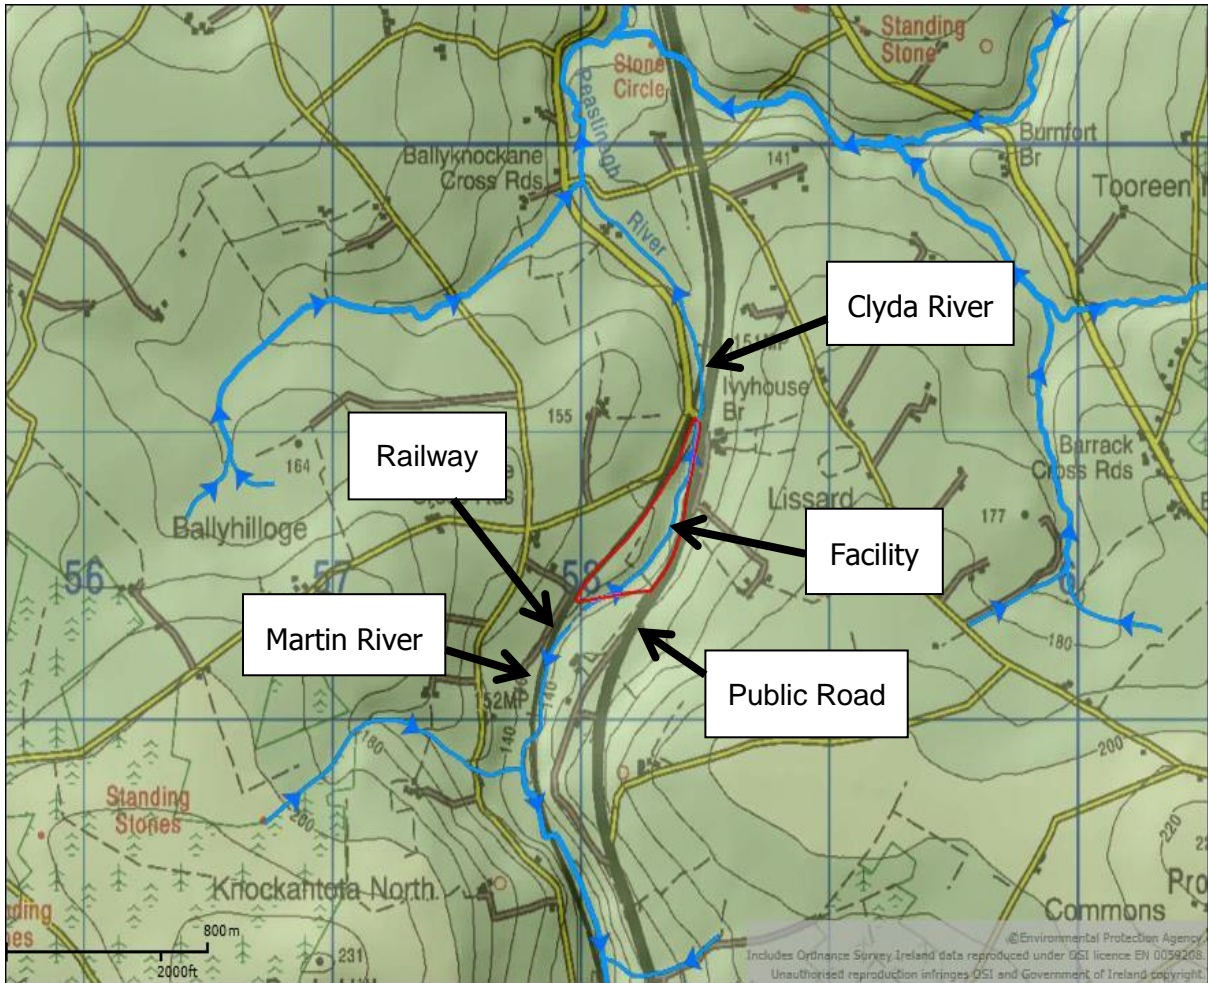 Standing
Stone
Stone
Circle
Peastinagh
River
Burnfort
Br
Ballyknockane
Cross Rds
141
Tooreen
Clyda River
151MP
Ivyhouse
Br
155
Railway
Rds
164
Barrack
Cross Rds
Lissard
177
Ballyhilloge
Facility
56
57
58
Martin River
180
Public Road
152MP
140
140
180
200
Standing
Stones
200
220
Knockantota North
Commons
231
800m
2000ft
©Environmental Protection Agency
Includes Ordnance Survey Ireland data reproduced under OSI licence EN 0059208.
Unauthorised reproduction infringes OSI and Government of Ireland copyright.